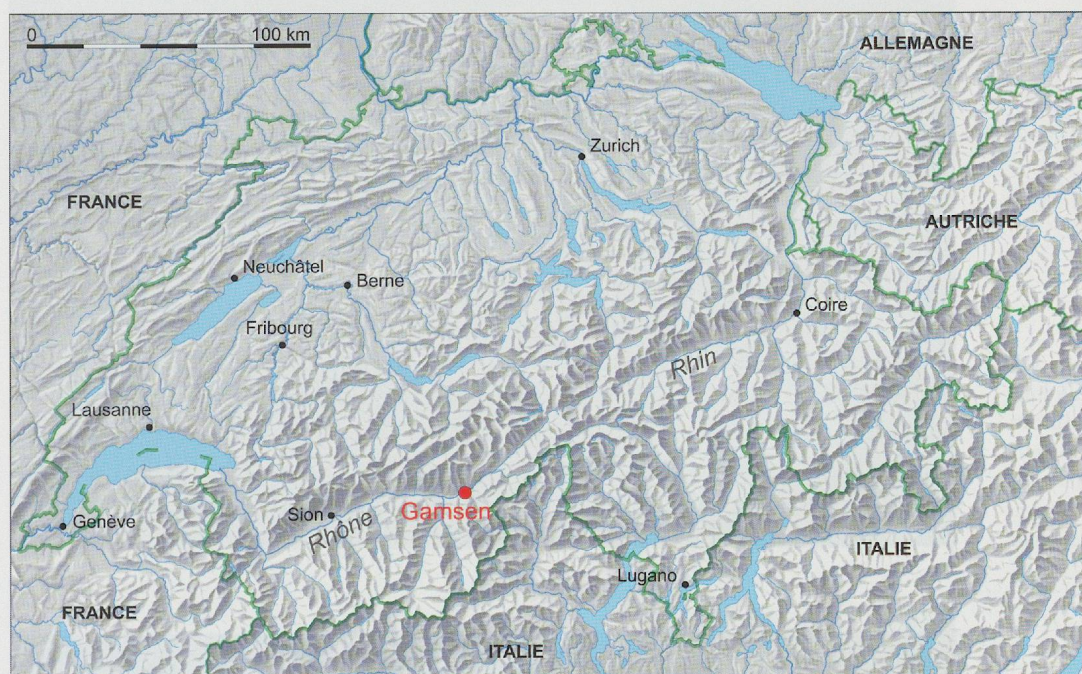 0 100 km
ALLEMAGNE
Zurich
FRANCE
AUTRICHE
Neuchâtel
Berne
Coire
Fribourg
Rhin
Lausanne
Gamsen
Sion
Rhône
Genève
ITALIE
Lugano
FRANCE
ITALIE